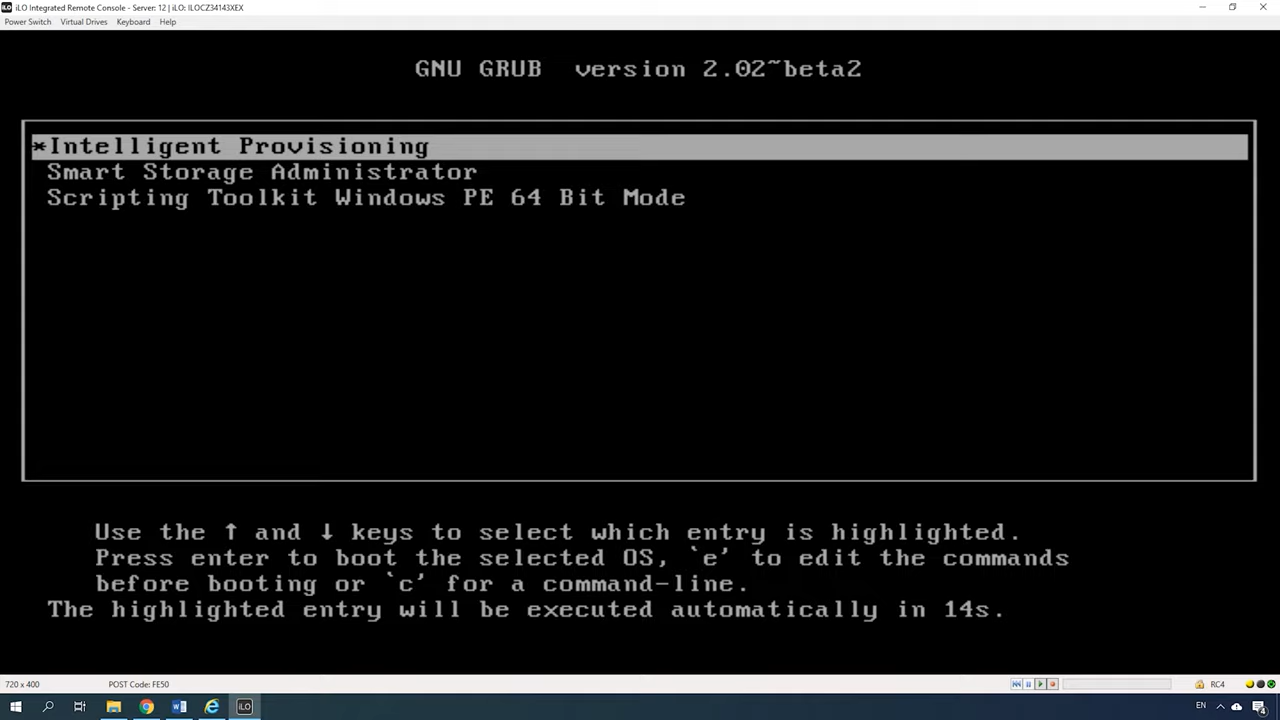 iLO Integrated Remote Console - Server: 12 | iLO: ILOCZ34143XEX
Power Switch Virtual Drives Keyboard Help
GNU GRUB version 2.02~beta2
*Intelligent Provisioning
Smart Storage Administrator
Scripting Toolkit Windows PE 64 Bit Mode
Use the ↑ and ↓ keys to select which entry is highlighted.
Press enter to boot the selected OS, `e' to edit the commands
before booting or `c' for a command-line.
The highlighted entry will be executed automatically in 14s.
720 x 400 POST Code: FE50 RC4
iLO EN 4